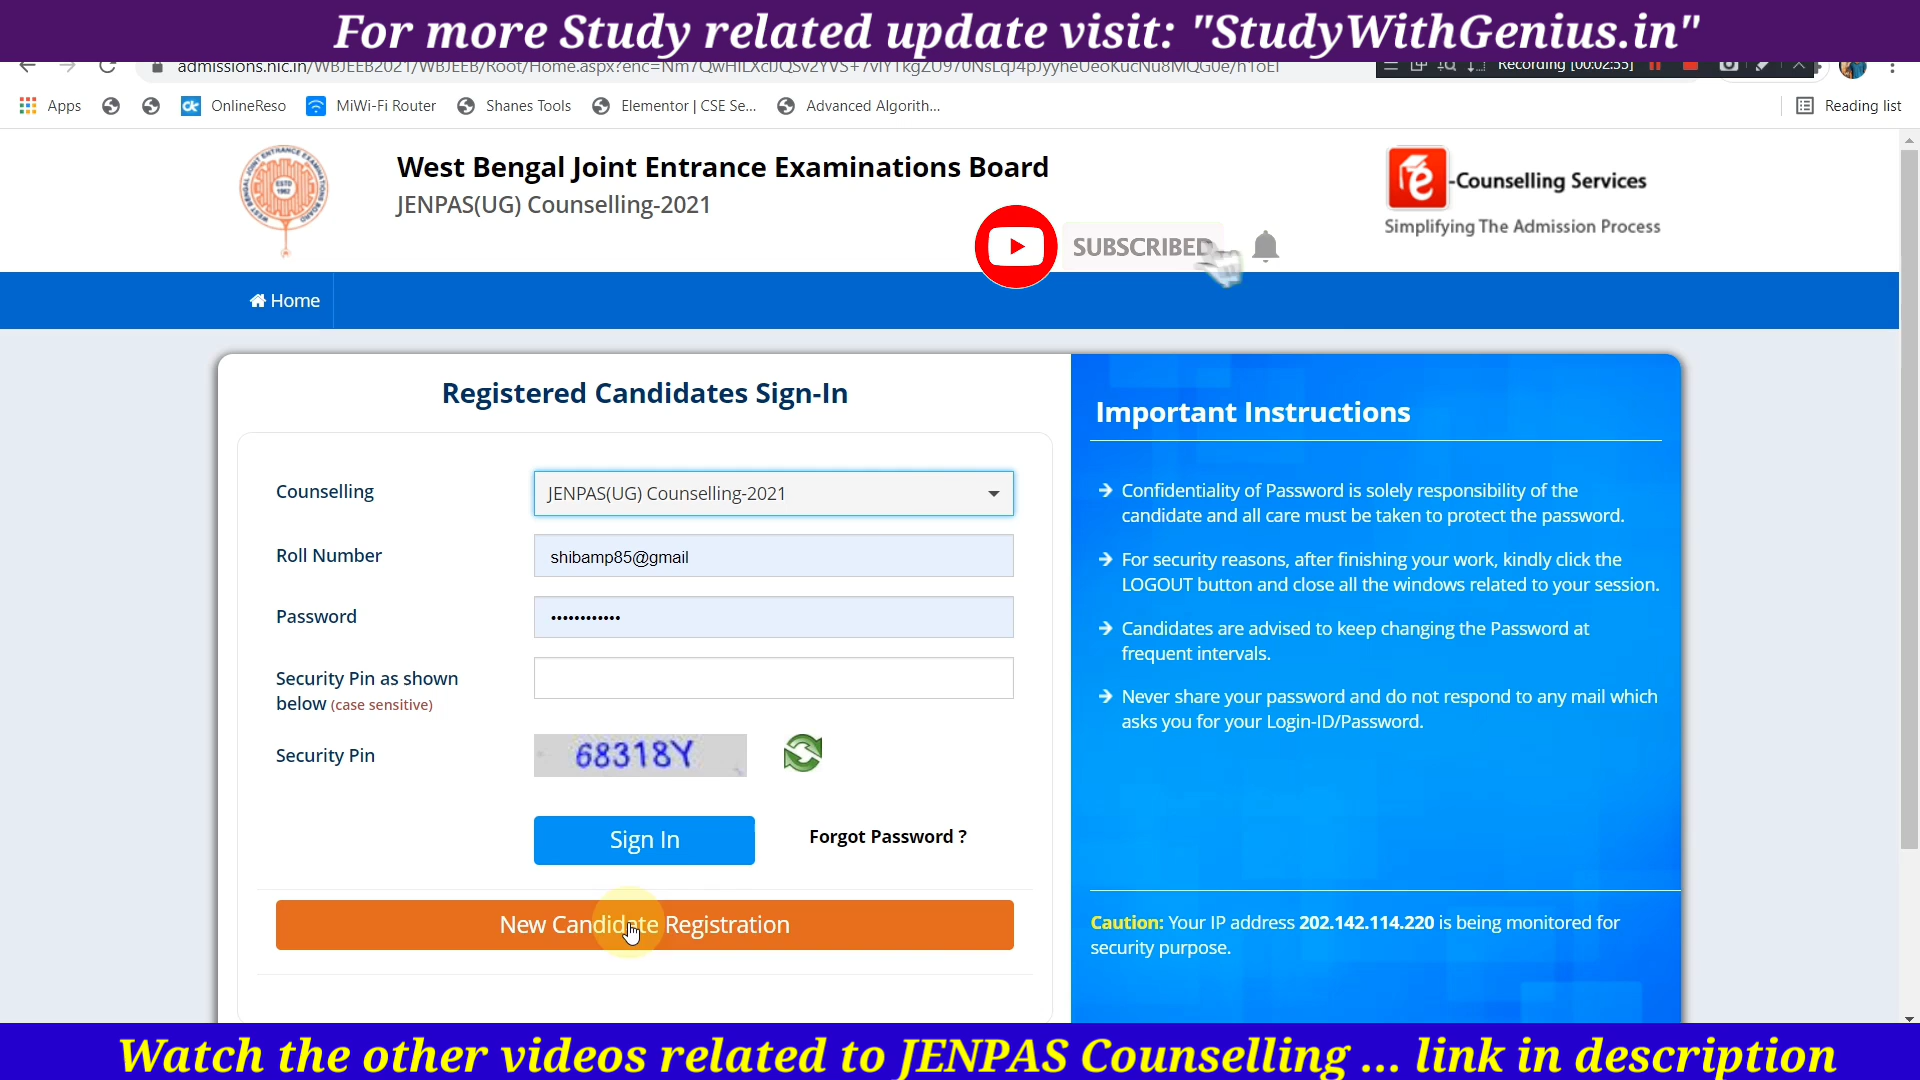 For more Study related update visit: "StudyWithGenius.in"
Recording [00:02:55]
Apps
OnlineReso
MiWi-Fi Router
Shanes Tools
Elementor | CSE Se...
Advanced Algorith...
Reading list
West Bengal Joint Entrance Examinations Board
JENPAS(UG) Counselling-2021
e-Counselling Services
Simplifying The Admission Process
SUBSCRIBED
Home
Registered Candidates Sign-In
Counselling
JENPAS(UG) Counselling-2021
Roll Number
shibamp85@gmail
Password
••••••••••••
Security Pin as shown
below (case sensitive)
Security Pin
68318Y
Sign In
Forgot Password ?
New Candidate Registration
Important Instructions
Confidentiality of Password is solely responsibility of the
candidate and all care must be taken to protect the password.
For security reasons, after finishing your work, kindly click the
LOGOUT button and close all the windows related to your session.
Candidates are advised to keep changing the Password at
frequent intervals.
Never share your password and do not respond to any mail which
asks you for your Login-ID/Password.
Caution: Your IP address 202.142.114.220 is being monitored for
security purpose.
Watch the other videos related to JENPAS Counselling ... link in description